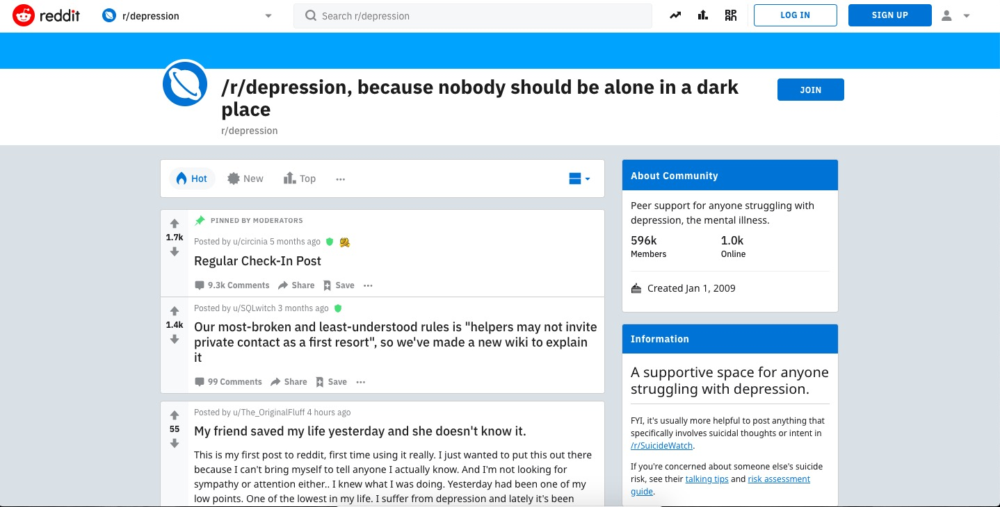 reddit
r/depression
Search r/depression
LOG IN
SIGN UP
/r/depression, because nobody should be alone in a dark
place
r/depression
JOIN
Hot
New
Top
PINNED BY MODERATORS
1.7k
Posted by u/circinia 5 months ago
Regular Check-In Post
9.3k Comments
Share
Save
Posted by u/SQLwitch 3 months ago
1.4k
Our most-broken and least-understood rules is "helpers may not invite
private contact as a first resort", so we've made a new wiki to explain
it
99 Comments
Share
Save
Posted by u/The_OriginalFluff 4 hours ago
55
My friend saved my life yesterday and she doesn't know it.
This is my first post to reddit, first time using it really. I just wanted to put this out there
because I can't bring myself to tell anyone I actually know. And I'm not looking for
sympathy or attention either.. I knew what I was doing. Yesterday had been one of my
low points. One of the lowest in my life. I suffer from depression and lately it's been
About Community
Peer support for anyone struggling with
depression, the mental illness.
596k
1.0k
Members
Online
Created Jan 1, 2009
Information
A supportive space for anyone
struggling with depression.
FYI, it's usually more helpful to post anything that
specifically involves suicidal thoughts or intent in
/r/SuicideWatch.
If you're concerned about someone else's suicide
risk, see their talking tips and risk assessment
guide.